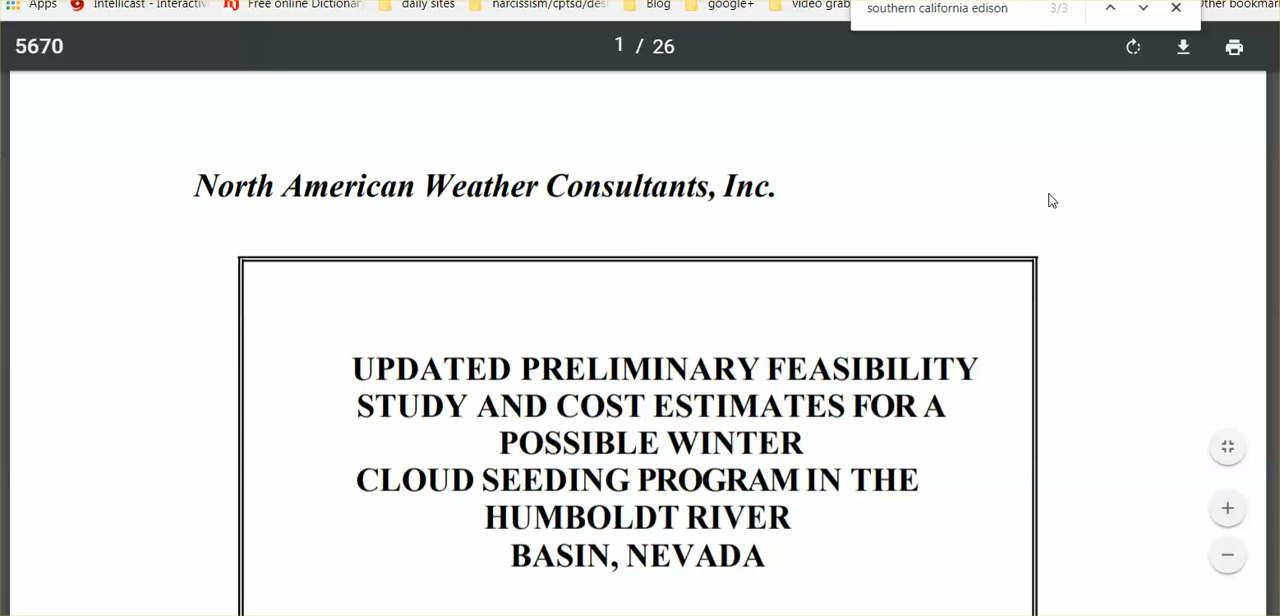 Apps Intellicast - Interactiv Free online Dictionar daily sites narcissism/cptsd/des Blog google+ video grab Other bookmar
southern california edison 3/3
5670 1 / 26
North American Weather Consultants, Inc.
UPDATED PRELIMINARY FEASIBILITY
STUDY AND COST ESTIMATES FOR A
POSSIBLE WINTER
CLOUD SEEDING PROGRAM IN THE
HUMBOLDT RIVER
BASIN, NEVADA